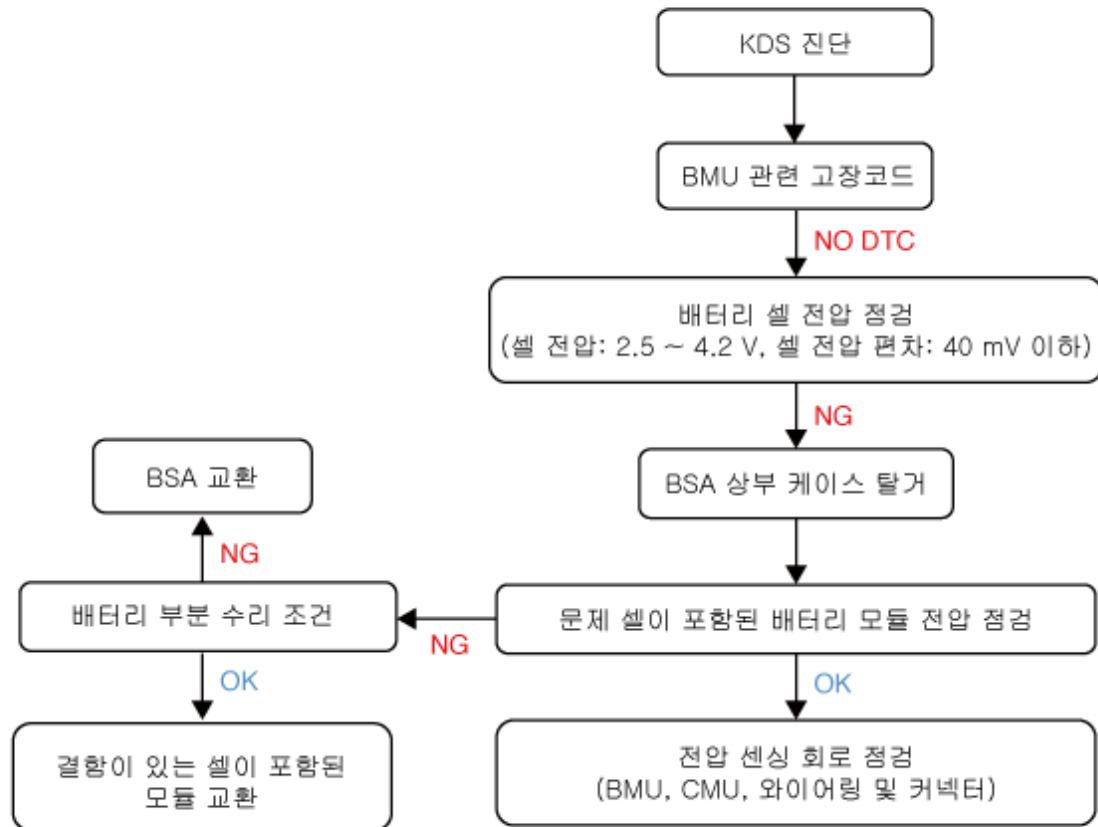 KDS 진단
BMU 관련 고장코드
NO DTC
배터리 셀 전압 점검
(셀 전압: 2.5 ~ 4.2 V, 셀 전압 편차: 40 mV 이하)
NG
BSA 상부 케이스 탈거
문제 셀이 포함된 배터리 모듈 전압 점검
OK
전압 센싱 회로 점검
(BMU, CMU, 와이어링 및 커넥터)
NG
배터리 부분 수리 조건
NG
BSA 교환
OK
결함이 있는 셀이 포함된
모듈 교환